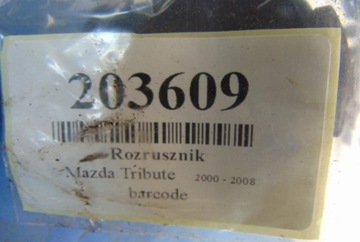 203609
Rozrusznik
Mazda Tribute 2000 - 2008
barcode